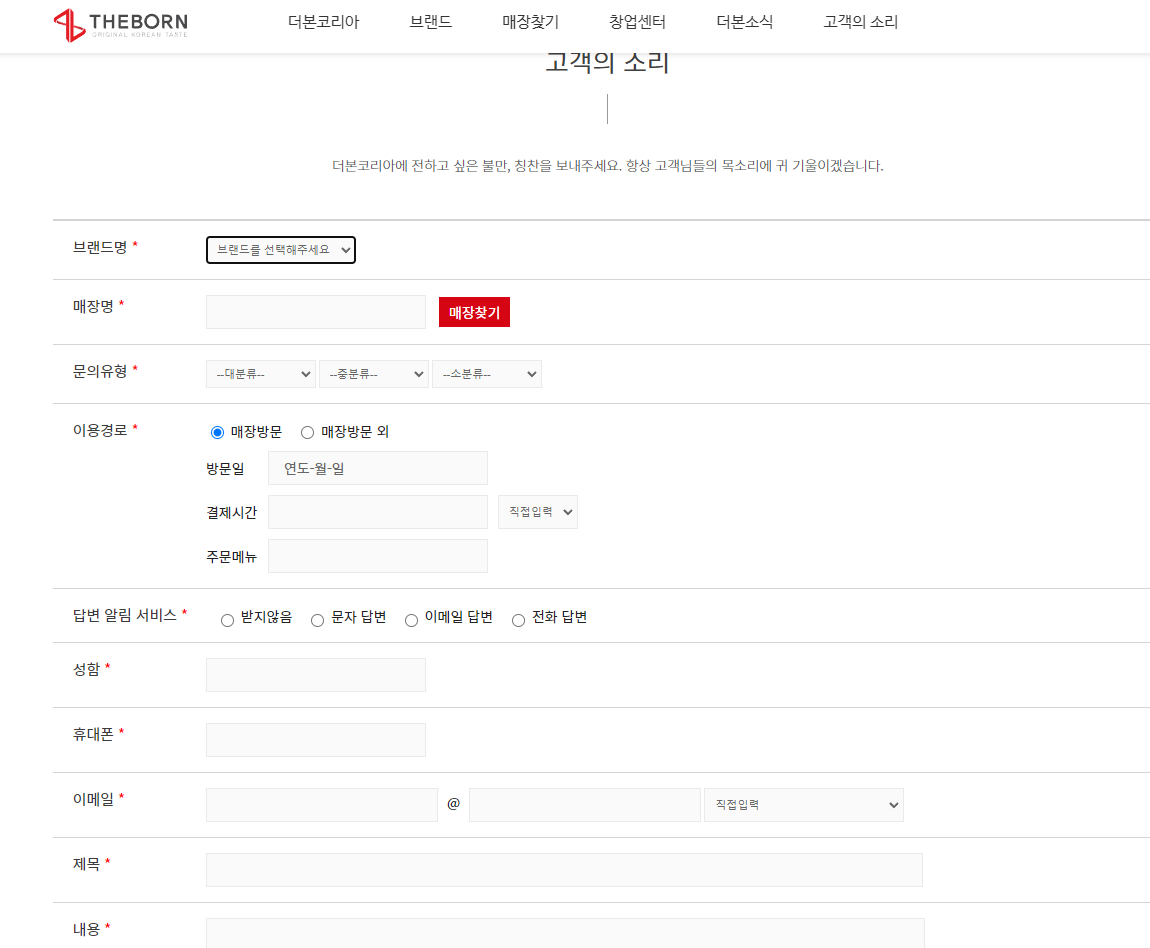 THEBORN
ORIGINAL KOREAN TASTE
더본코리아 브랜드 매장찾기 창업센터 더본소식 고객의 소리
고객의 소리
더본코리아에 전하고 싶은 불만, 칭찬을 보내주세요. 항상 고객님들의 목소리에 귀 기울이겠습니다.
브랜드명 * 브랜드를 선택해주세요
매장명 * 매장찾기
문의유형 * --대분류-- --중분류-- --소분류--
이용경로 * 매장방문 매장방문 외
방문일 연도-월-일
결제시간 직접입력
주문메뉴
답변 알림 서비스 * 받지않음 문자 답변 이메일 답변 전화 답변
성함 *
휴대폰 *
이메일 * @ 직접입력
제목 *
내용 *